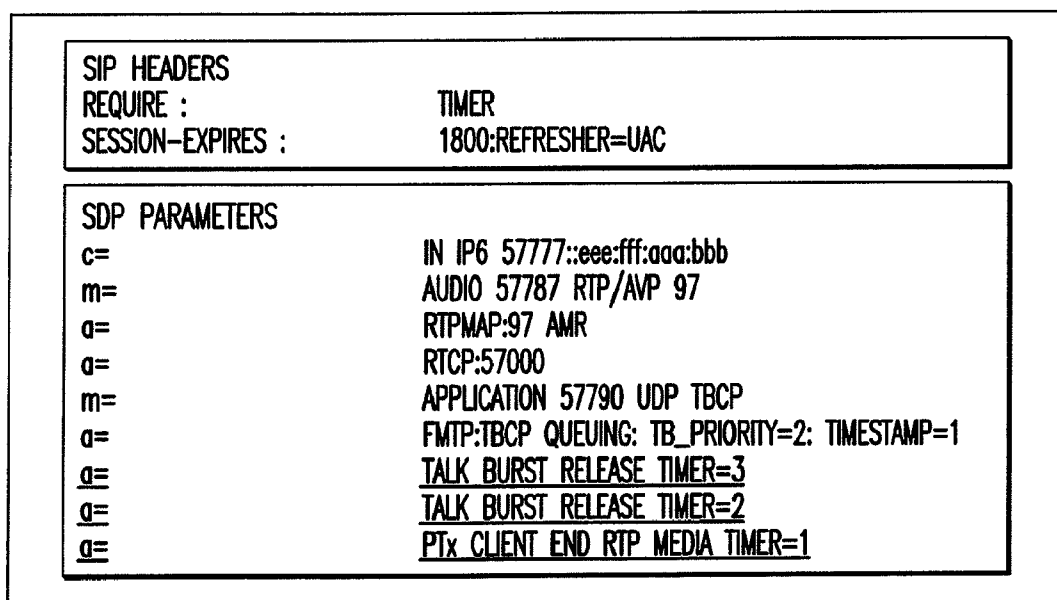 SIP HEADERS
REQUIRE : TIMER
SESSION-EXPIRES : 1800:REFRESHER=UAC
SDP PARAMETERS
c= IN IP6 57777::eee:fff:aaa:bbb
m= AUDIO 57787 RTP/AVP 97
a= RTPMAP:97 AMR
a= RTCP:57000
m= APPLICATION 57790 UDP TBCP
a= FMTP:TBCP QUEUING: TB_PRIORITY=2: TIMESTAMP=1
a= TALK BURST RELEASE TIMER=3
a= TALK BURST RELEASE TIMER=2
a= PTx CLIENT END RTP MEDIA TIMER=1